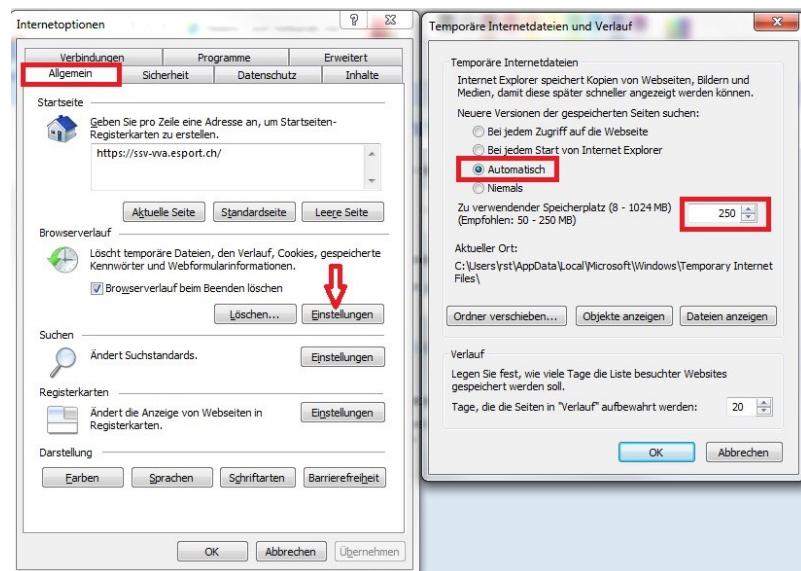 Internetoptionen
Verbindungen
Programme
Erweitert
Allgemein
Sicherheit
Datenschutz
Inhalte
Startseite
Geben Sie pro Zeile eine Adresse an, um Startseiten-
Registerkarten zu erstellen.
https://ssv-vva.esport.ch/
Aktuelle Seite
Standardseite
Leere Seite
Browserverlauf
Löscht temporäre Dateien, den Verlauf, Cookies, gespeicherte
Kennwörter und Webformularinformationen.
Browserverlauf beim Beenden löschen
Löschen...
Einstellungen
Suchen
Ändert Suchstandards.
Einstellungen
Registerkarten
Ändert die Anzeige von Webseiten in
Registerkarten.
Einstellungen
Darstellung
Farben
Sprachen
Schriftarten
Barrierefreiheit
OK
Abbrechen
Übernehmen
Temporäre Internetdateien und Verlauf
Temporäre Internetdateien
Internet Explorer speichert Kopien von Webseiten, Bildern und
Medien, damit diese später schneller angezeigt werden können.
Neuere Versionen der gespeicherten Seiten suchen:
Bei jedem Zugriff auf die Webseite
Bei jedem Start von Internet Explorer
Automatisch
Niemals
Zu verwendender Speicherplatz (8 - 1024 MB)
(Empfohlen: 50 - 250 MB)
250
Aktueller Ort:
C:\Users\rst\AppData\Local\Microsoft\Windows\Temporary Internet
Files\
Ordner verschieben...
Objekte anzeigen
Dateien anzeigen
Verlauf
Legen Sie fest, wie viele Tage die Liste besuchter Websites
gespeichert werden soll.
Tage, die die Seiten in "Verlauf" aufbewahrt werden:
20
OK
Abbrechen